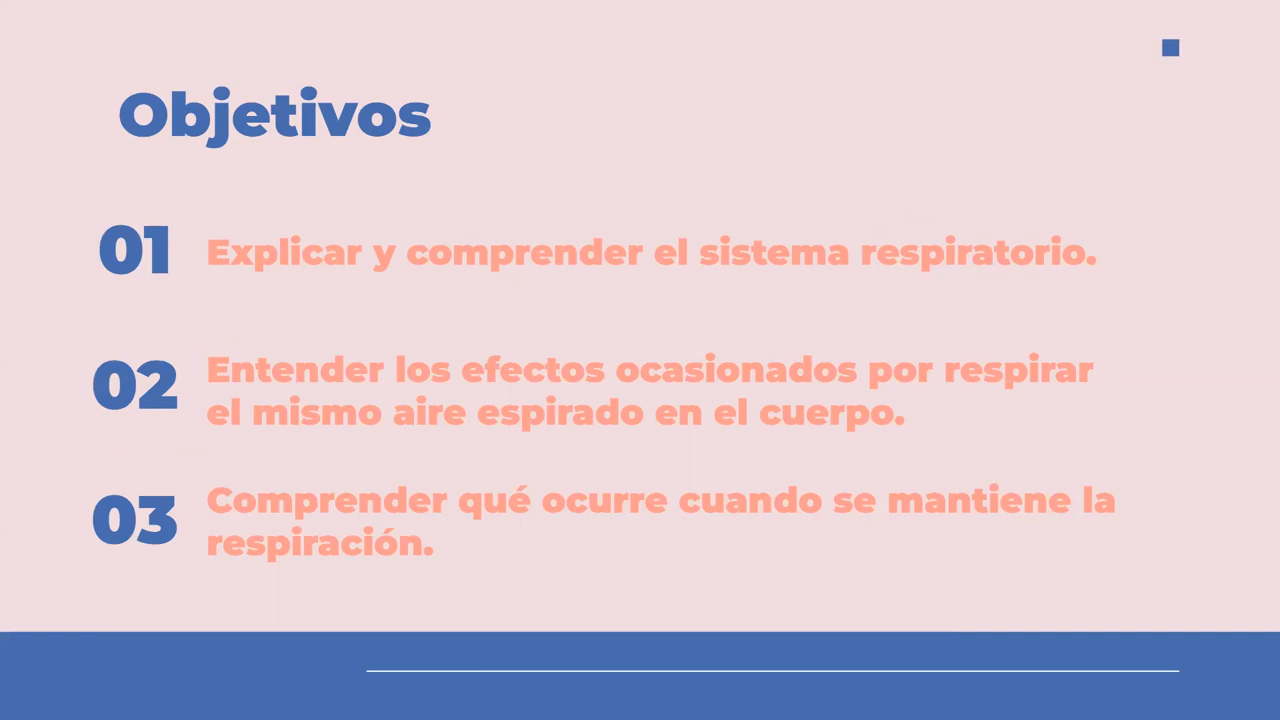 Objetivos
01 Explicar y comprender el sistema respiratorio.
02 Entender los efectos ocasionados por respirar
el mismo aire espirado en el cuerpo.
03 Comprender qué ocurre cuando se mantiene la
respiración.